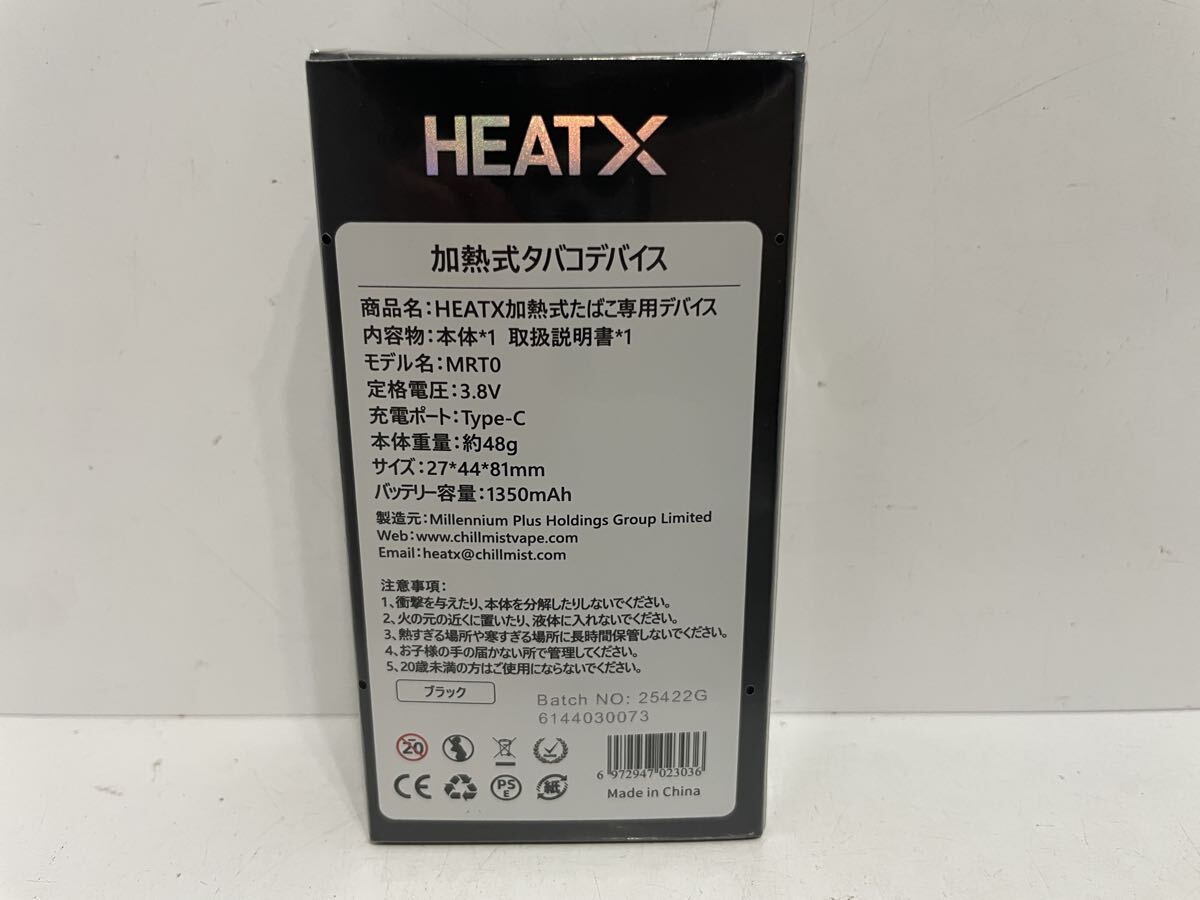 HEATX
加熱式タバコデバイス
商品名：HEATX加熱式たばこ専用デバイス
内容物：本体*1 取扱説明書*1
モデル名：MRT0
定格電圧：3.8V
充電ポート：Type-C
本体重量：約48g
サイズ：27*44*81mm
バッテリー容量：1350mAh
製造元：Millennium Plus Holdings Group Limited
Web：www.chillmistvape.com
Email：heatx@chillmist.com
注意事項：
1、衝撃を与えたり、本体を分解したりしないでください。
2、火の元の近くに置いたり、液体に入れないでください。
3、熱すぎる場所や寒すぎる場所に長時間保管しないでください。
4、お子様の手の届かない所で管理してください。
5、20歳未満の方はご使用にならないでください。
ブラック
Batch NO: 25422G
6144030073
-20
CE
PS
E
紙
6 972947 023036
Made in China